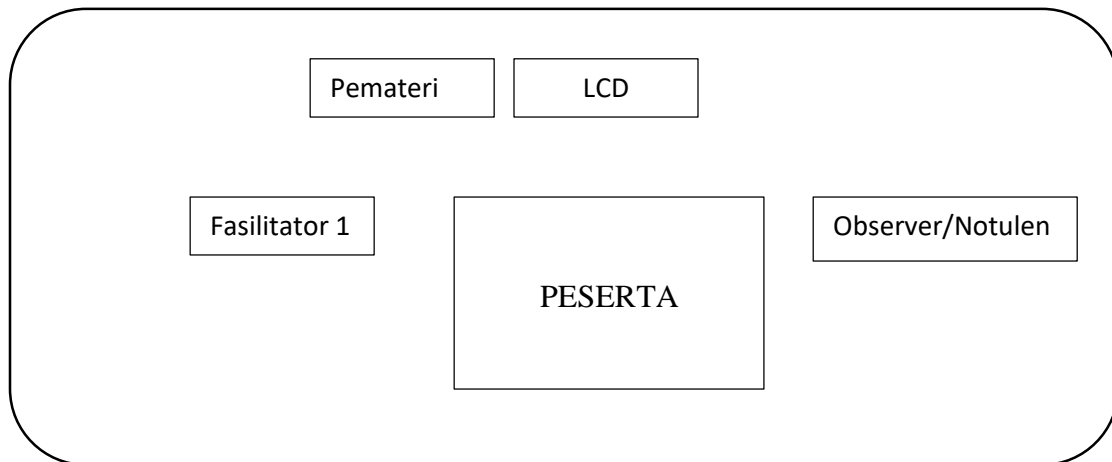 Pemateri
LCD
Fasilitator 1
PESERTA
Observer/Notulen